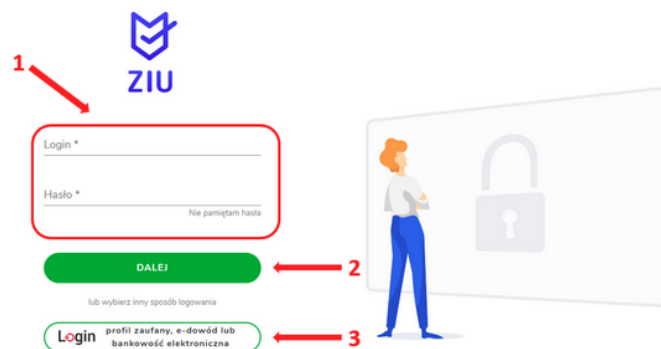 1
ZIU
Login *
Hasło *
Nie pamiętam hasła
DALEJ
2
lub wybierz inny sposób logowania
Login profil zaufany, e-dowód lub
bankowość elektroniczna
3